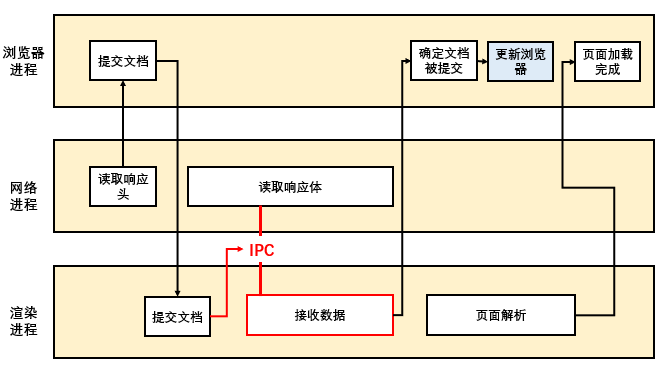 浏览器
进程
提交文档
确定文档
被提交
更新浏览
器
页面加载
完成
网络
进程
读取响应
头
读取响应体
IPC
渲染
进程
提交文档
接收数据
页面解析